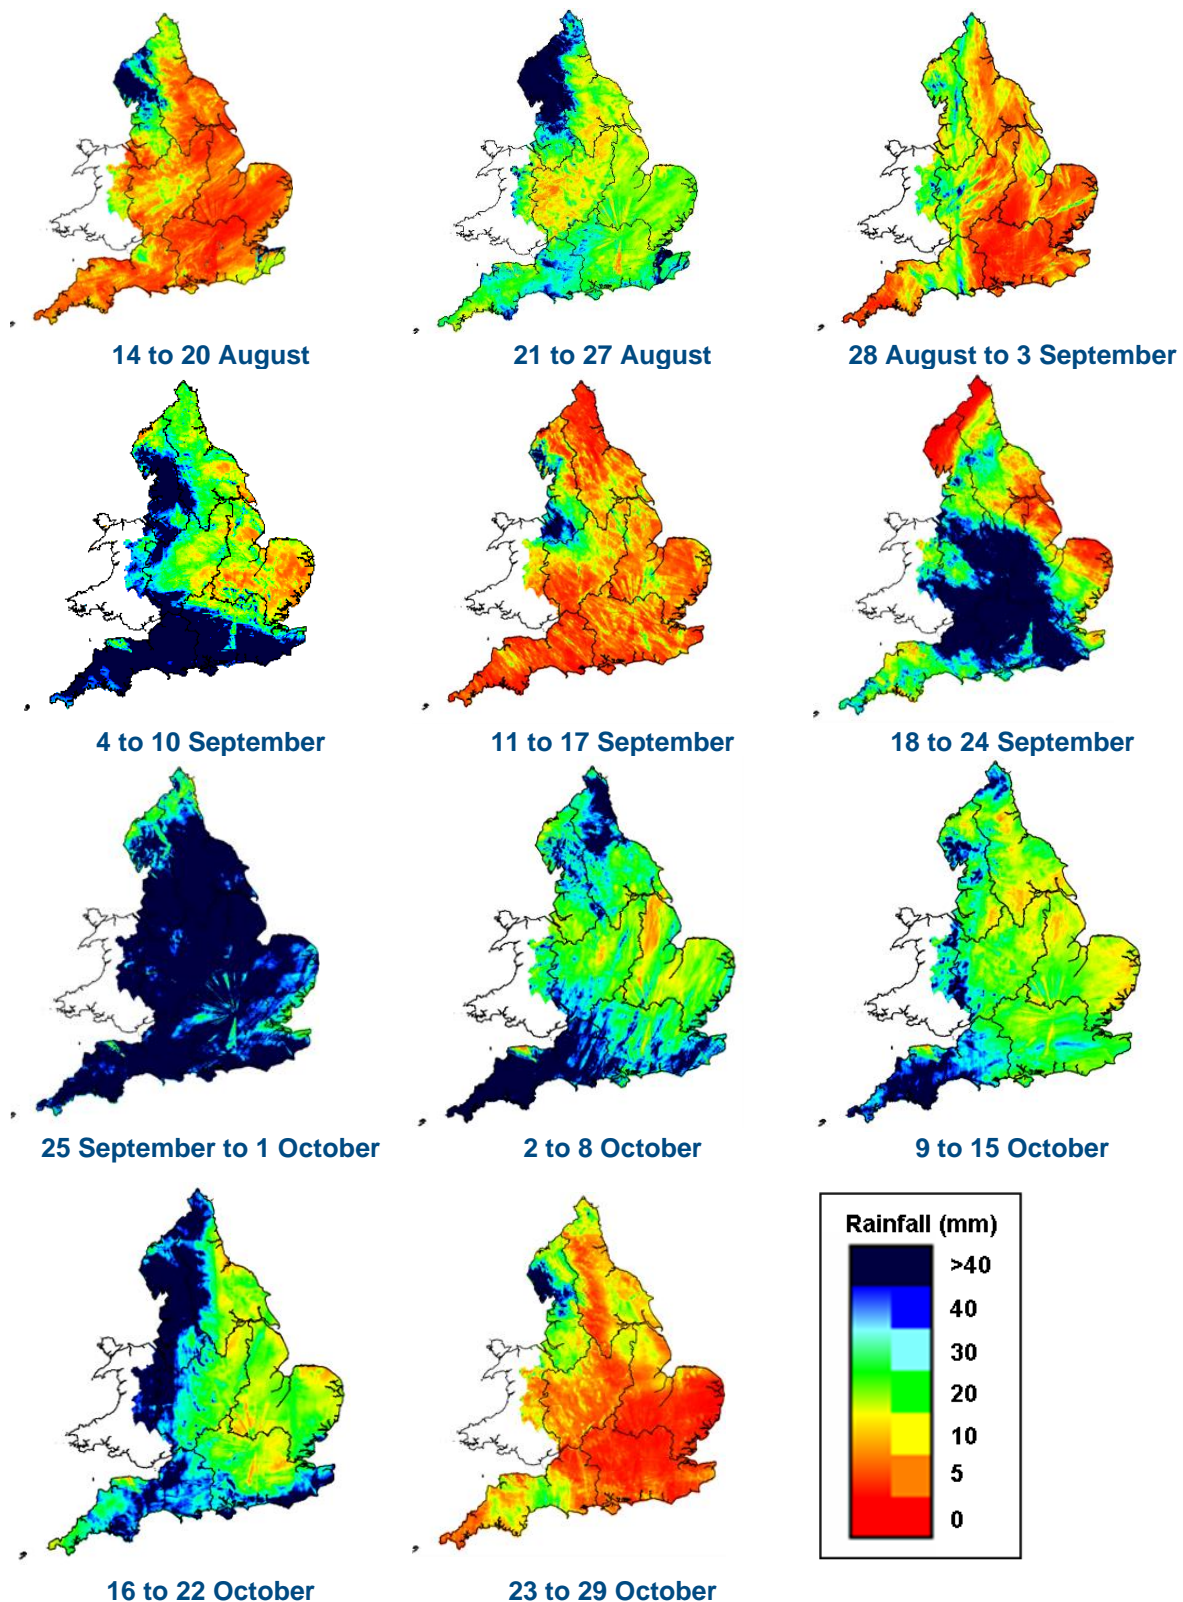 14 to 20 August
21 to 27 August
28 August to 3 September
4 to 10 September
11 to 17 September
18 to 24 September
25 September to 1 October
2 to 8 October
9 to 15 October
16 to 22 October
23 to 29 October
Rainfall (mm)
>40
40
30
20
10
5
0